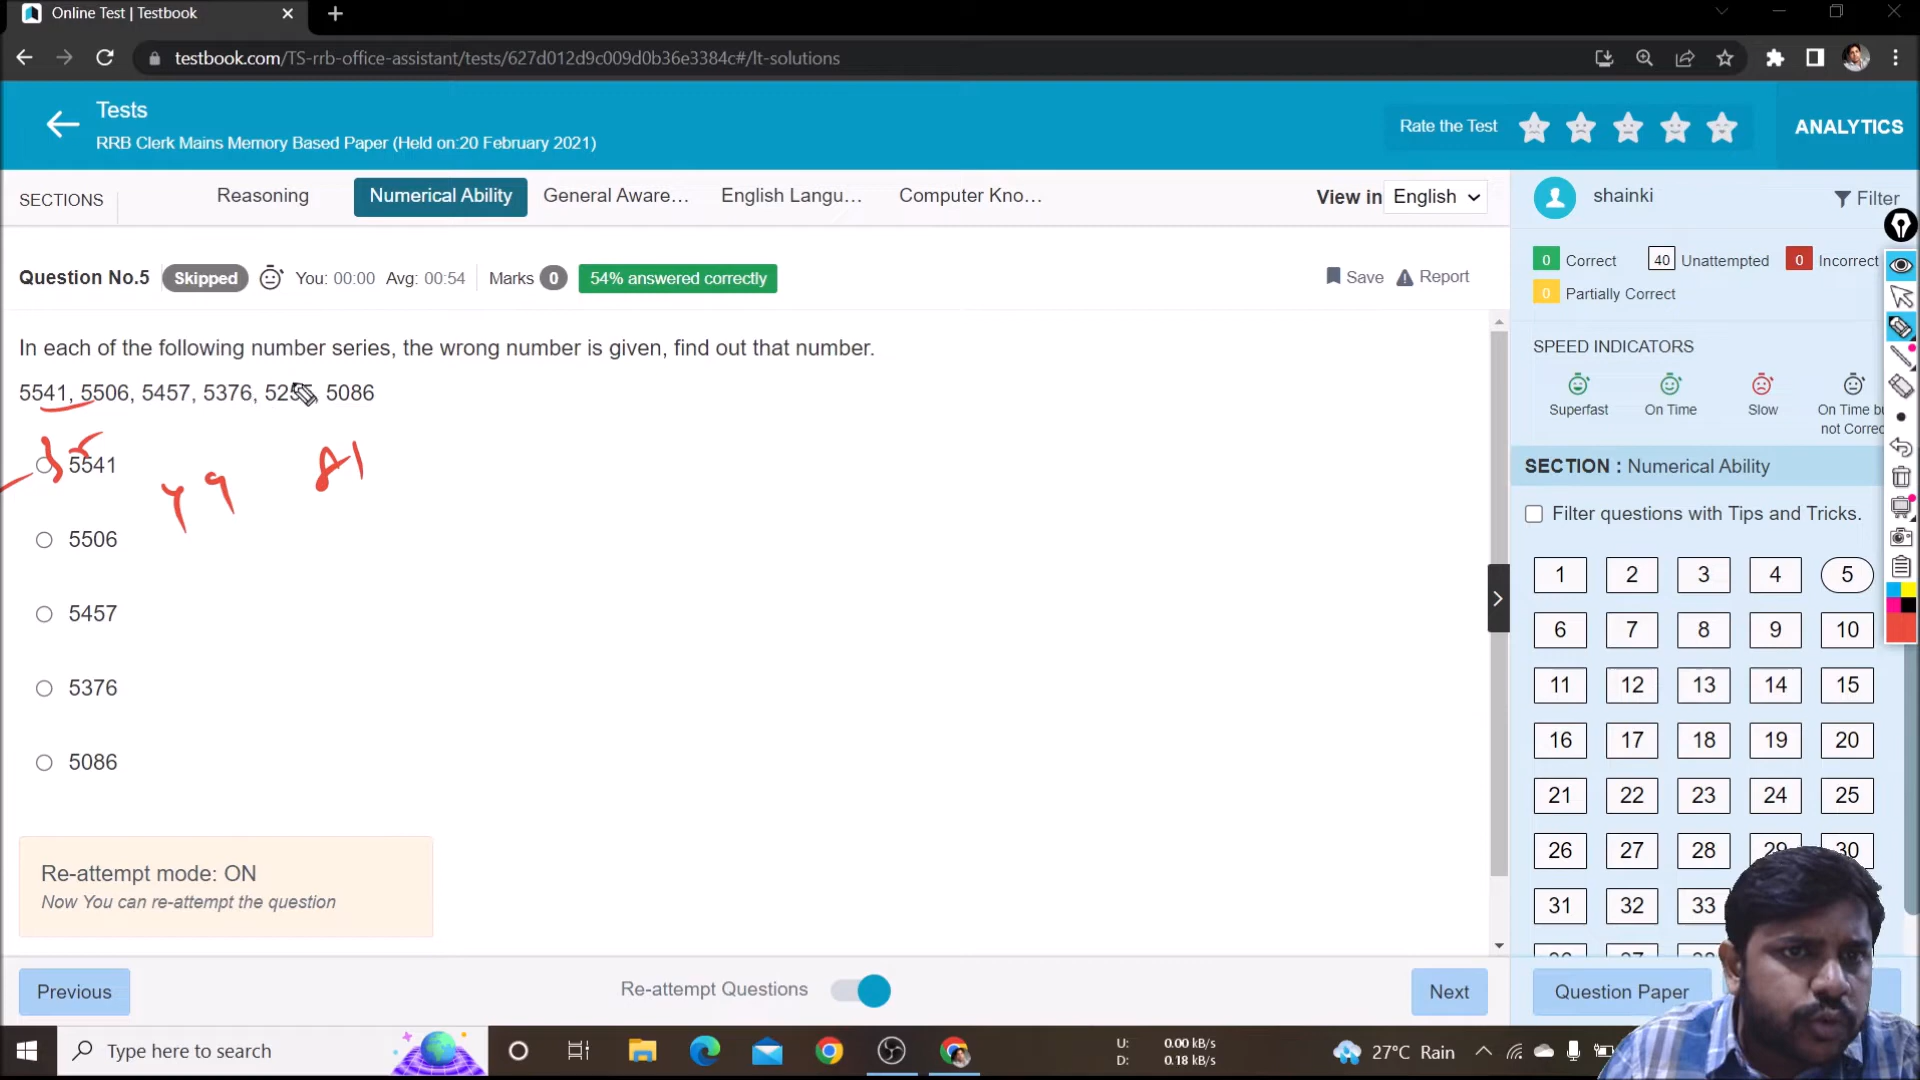 Online Test | Testbook
testbook.com/TS-rrb-office-assistant/tests/627d012d9c009d0b36e3384c#/lt-solutions
Tests
RRB Clerk Mains Memory Based Paper (Held on:20 February 2021)
Rate the Test
ANALYTICS
SECTIONS
Reasoning
Numerical Ability
General Aware...
English Langu...
Computer Kno...
View in English
shainki
Filter
Question No.5 Skipped You: 00:00 Avg: 00:54 Marks 0 54% answered correctly
Save Report
0 Correct 40 Unattempted 0 Incorrect
0 Partially Correct
In each of the following number series, the wrong number is given, find out that number.
5541, 5506, 5457, 5376, 5255, 5086
35
49
81
5541
5506
5457
5376
5086
SPEED INDICATORS
Superfast On Time Slow On Time bu
not Correct
SECTION : Numerical Ability
Filter questions with Tips and Tricks.
1 2 3 4 5
6 7 8 9 10
11 12 13 14 15
16 17 18 19 20
21 22 23 24 25
26 27 28 29 30
31 32 33
Re-attempt mode: ON
Now You can re-attempt the question
Previous
Re-attempt Questions
Next
Question Paper
Type here to search
U: 0.00 kB/s
D: 0.18 kB/s
27°C Rain